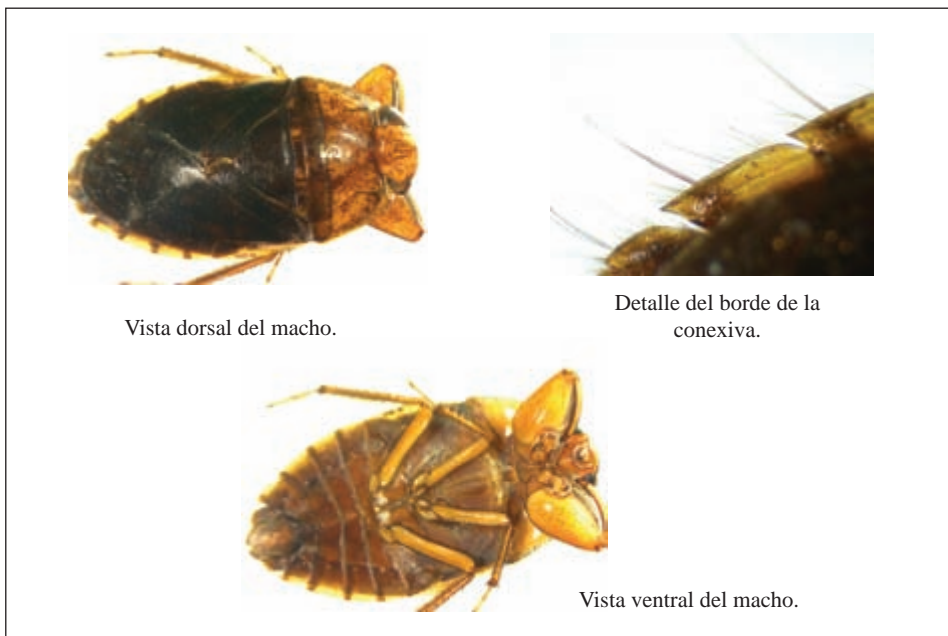 Vista dorsal del macho.
Detalle del borde de la
conexiva.
Vista ventral del macho.